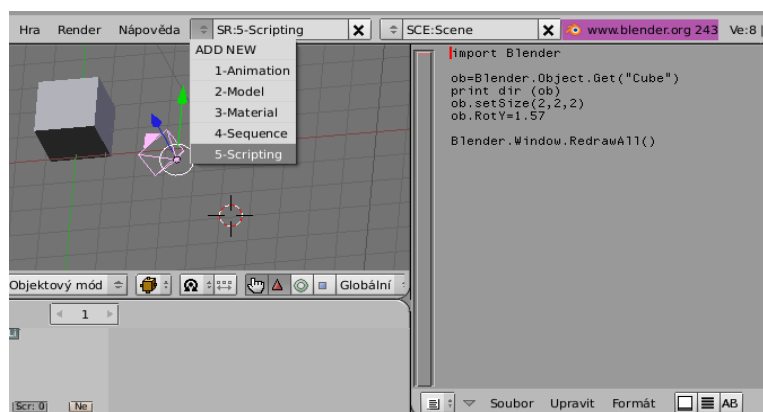 Hra Render Nápověda SR:5-Scripting SCE:Scene www.blender.org 243 Ve:8 |
ADD NEW
1-Animation
2-Model
3-Material
4-Sequence
5-Scripting
import Blender
ob=Blender.Object.Get("Cube")
print dir (ob)
ob.setSize(2,2,2)
ob.RotY=1.57
Blender.Window.RedrawAll()
Objektový mód Globální
1
Scr: 0 Ne
Soubor Upravit Formát AB